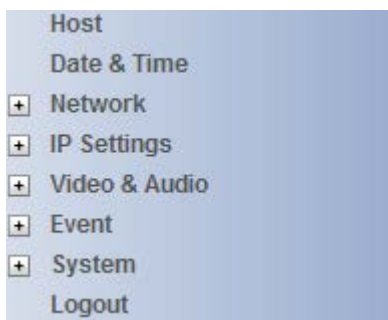 Host
Date & Time
Network
IP Settings
Video & Audio
Event
System
Logout